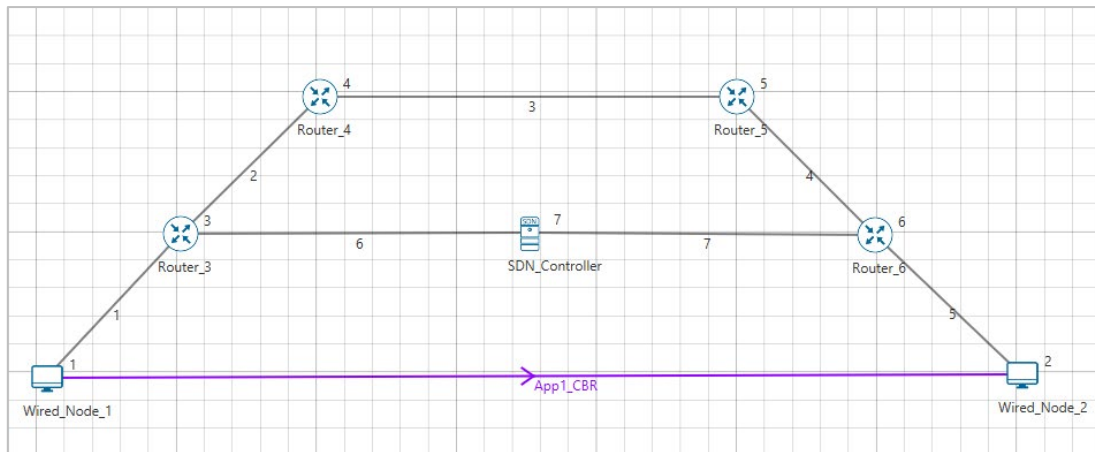 4
5
3
Router_4
Router_5
2
4
3
SDN
7
6
6
7
Router_3
SDN_Controller
Router_6
1
5
1
2
App1_CBR
Wired_Node_1
Wired_Node_2